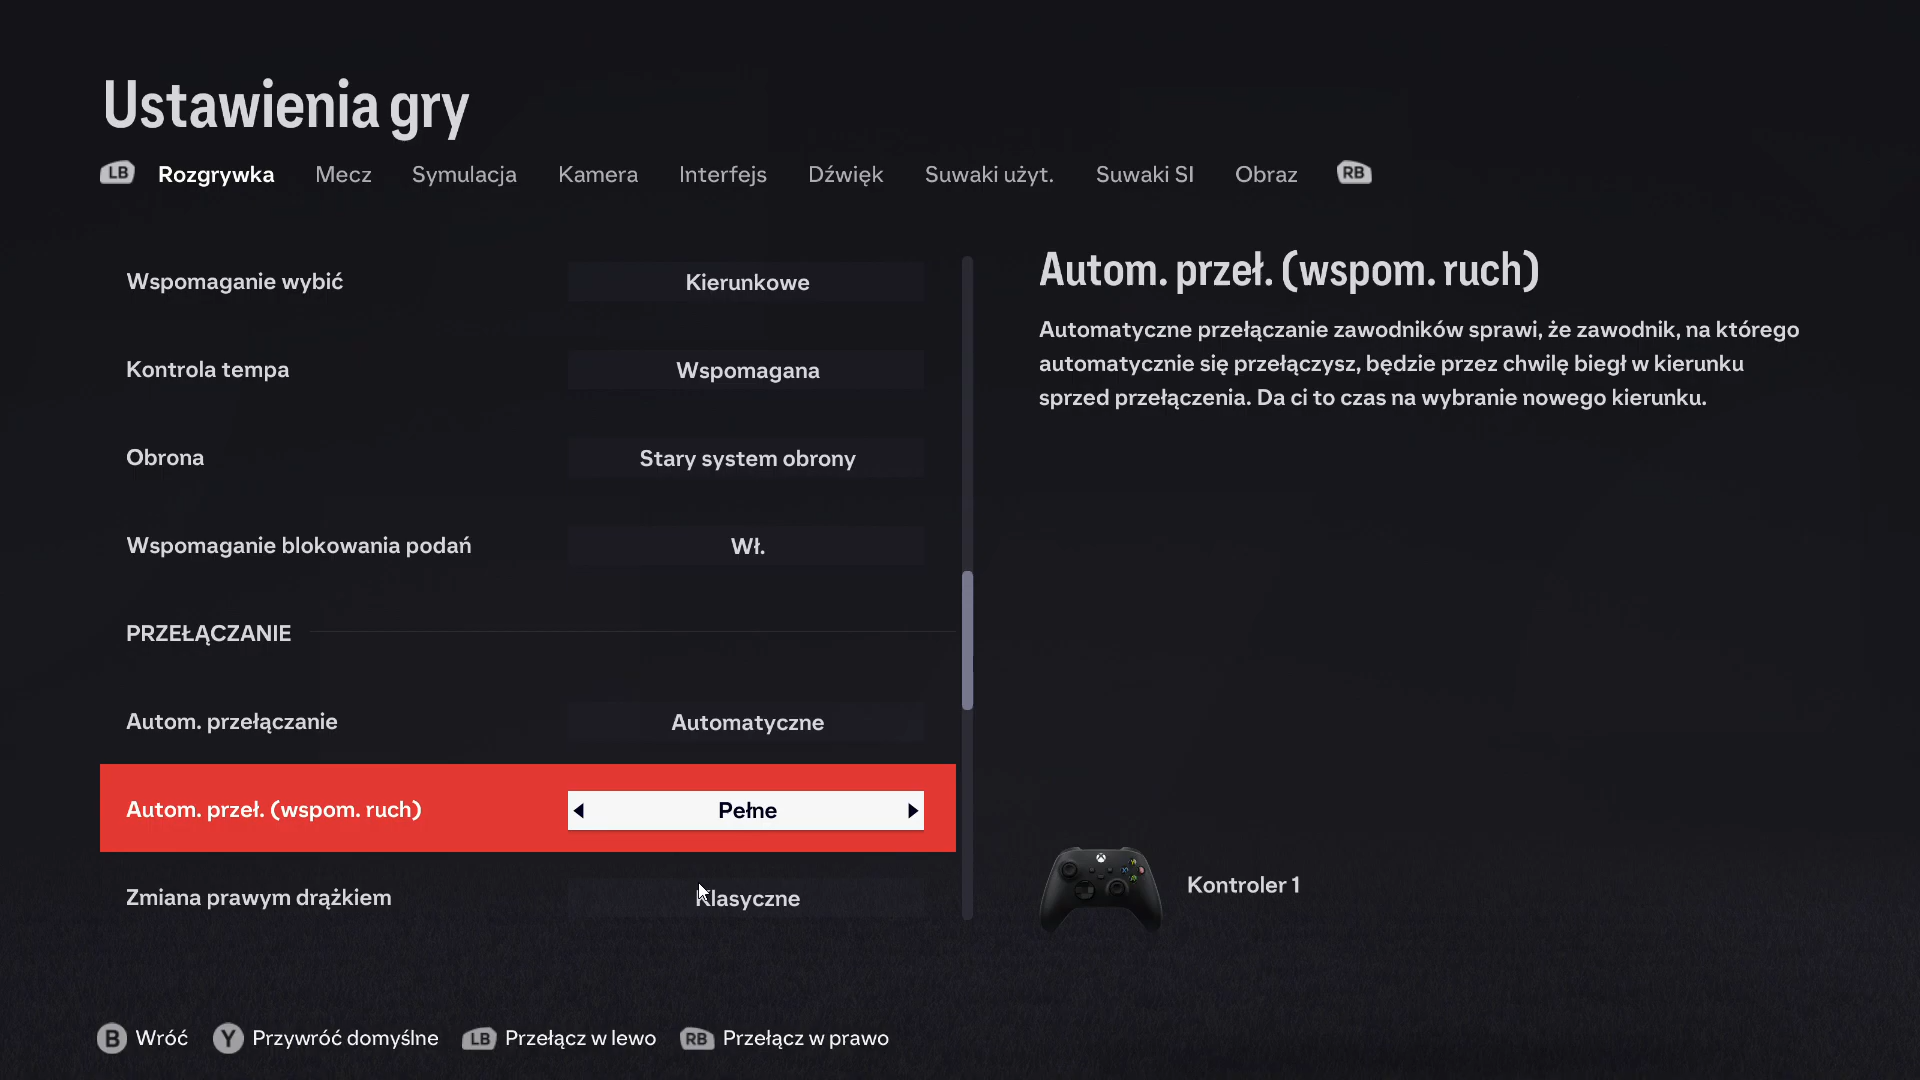 Ustawienia gry
LB Rozgrywka Mecz Symulacja Kamera Interfejs Dźwięk Suwaki użyt. Suwaki SI Obraz RB
Wspomaganie wybić Kierunkowe
Kontrola tempa Wspomagana
Obrona Stary system obrony
Wspomaganie blokowania podań Wł.
PRZEŁĄCZANIE
Autom. przełączanie Automatyczne
Autom. przeł. (wspom. ruch) Pełne
Zmiana prawym drążkiem Klasyczne
Autom. przeł. (wspom. ruch)
Automatyczne przełączanie zawodników sprawi, że zawodnik, na którego
automatycznie się przełączysz, będzie przez chwilę biegł w kierunku
sprzed przełączenia. Da ci to czas na wybranie nowego kierunku.
Kontroler 1
B Wróć Y Przywróć domyślne LB Przełącz w lewo RB Przełącz w prawo